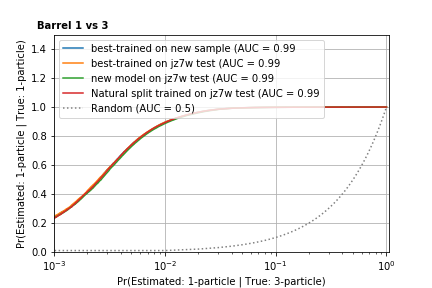 Barrel 1 vs 3
Pr(Estimated: 1-particle | True: 1-particle)
1.4
1.2
1.0
0.8
0.6
0.4
0.2
0.0
best-trained on new sample (AUC = 0.99
best-trained on jz7w test (AUC = 0.99
new model on jz7w test (AUC = 0.99
Natural split trained on jz7w test (AUC = 0.99
Random (AUC = 0.5)
10⁻³ 10⁻² 10⁻¹ 10⁰
Pr(Estimated: 1-particle | True: 3-particle)